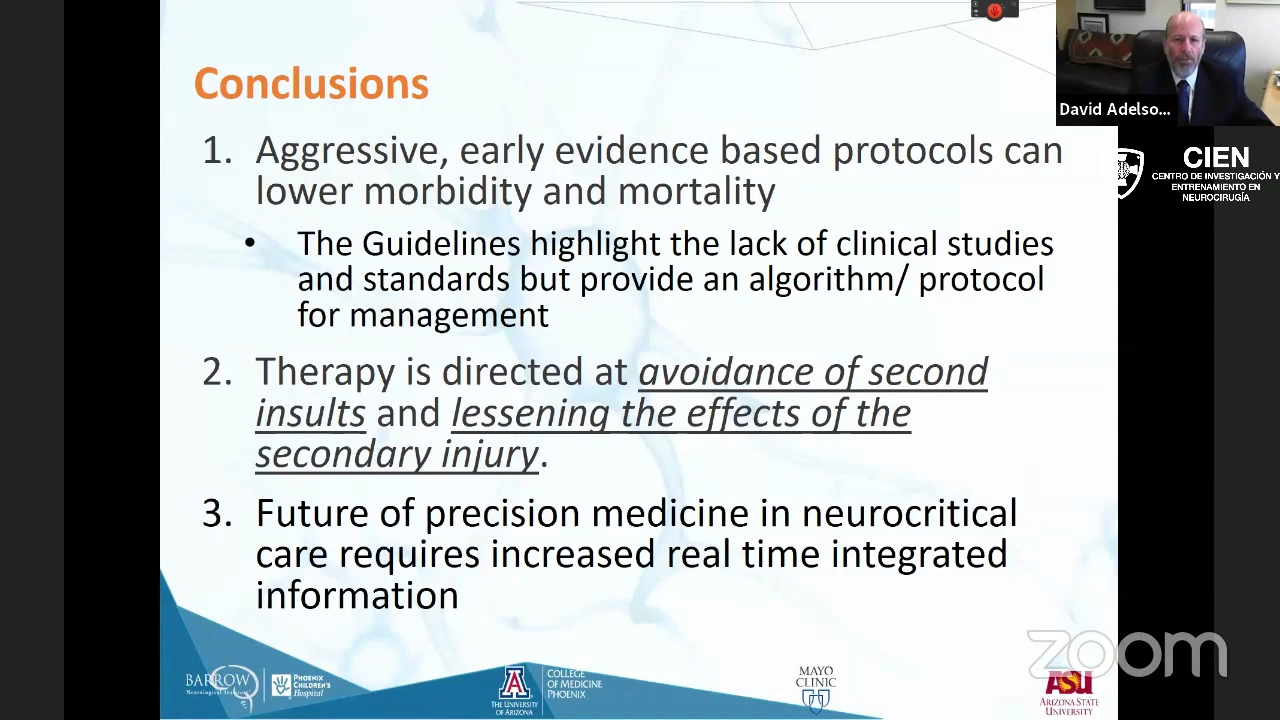 Conclusions
1. Aggressive, early evidence based protocols can
lower morbidity and mortality
• The Guidelines highlight the lack of clinical studies
and standards but provide an algorithm/ protocol
for management
2. Therapy is directed at avoidance of second
insults and lessening the effects of the
secondary injury.
3. Future of precision medicine in neurocritical
care requires increased real time integrated
information
David Adelso...
CIEN
CENTRO DE INVESTIGACIÓN Y
ENTRENAMIENTO EN
NEUROCIRUGÍA
zoom
BARROW
Neurological Institute
PHOENIX
CHILDREN'S
Hospital
THE UNIVERSITY
OF ARIZONA
COLLEGE
OF MEDICINE
PHOENIX
MAYO
CLINIC
ASU
ARIZONA STATE
UNIVERSITY